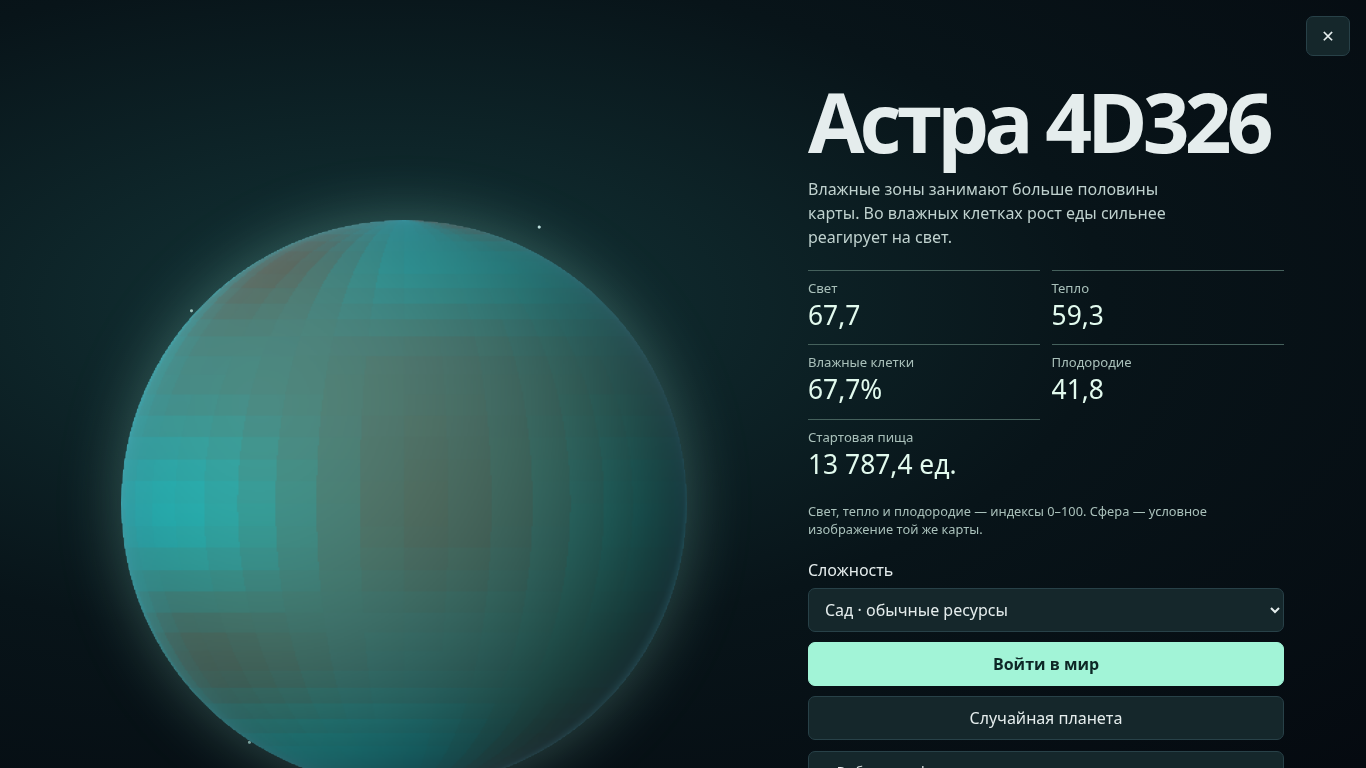 ✕
Астра 4D326
Влажные зоны занимают больше половины
карты. Во влажных клетках рост еды сильнее
реагирует на свет.
Свет
67,7
Тепло
59,3
Влажные клетки
67,7%
Плодородие
41,8
Стартовая пища
13 787,4 ед.
Свет, тепло и плодородие — индексы 0–100. Сфера — условное
изображение той же карты.
Сложность
Сад · обычные ресурсы
Войти в мир
Случайная планета